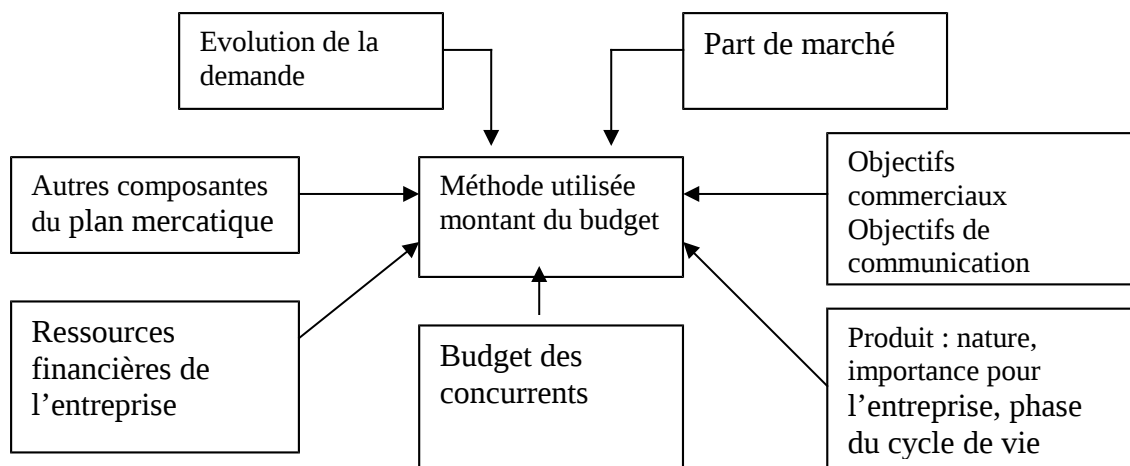 Evolution de la
demande
Part de marché
Autres composantes
du plan mercatique
Méthode utilisée
montant du budget
Objectifs
commerciaux
Objectifs de
communication
Ressources
financières de
l’entreprise
Budget des
concurrents
Produit : nature,
importance pour
l’entreprise, phase
du cycle de vie